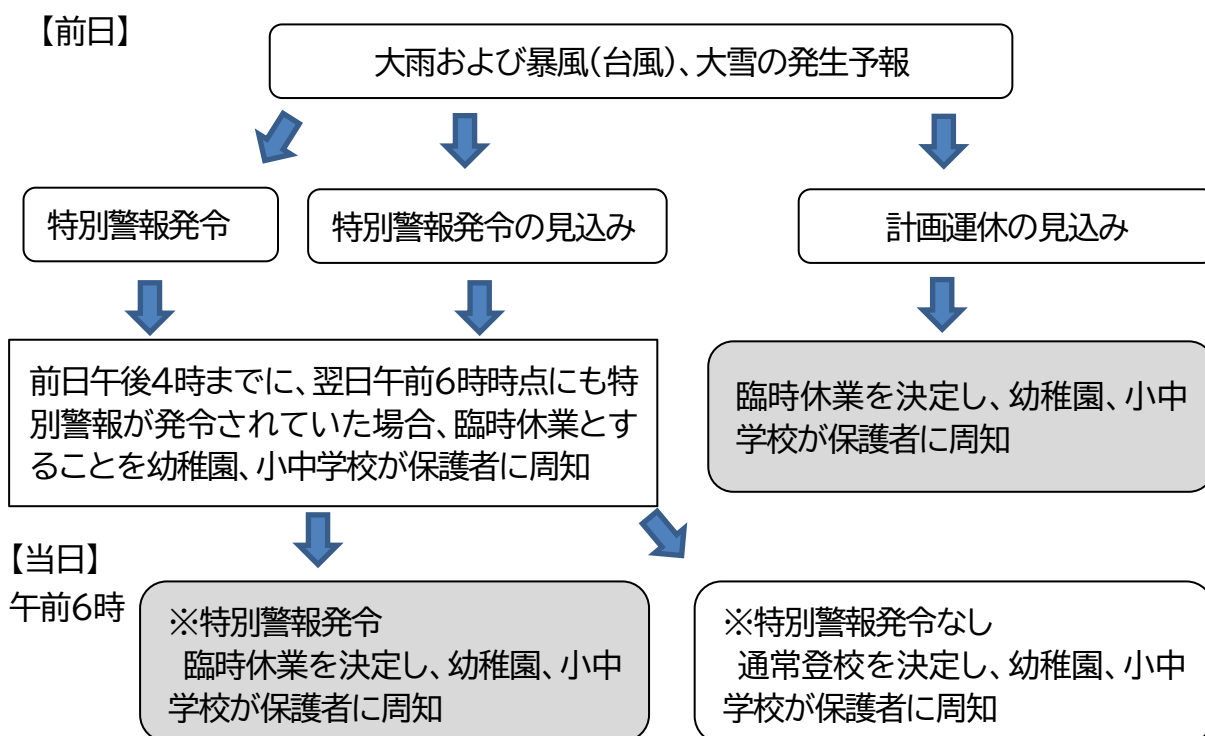 【前日】
大雨および暴風(台風)、大雪の発生予報
特別警報発令
特別警報発令の見込み
計画運休の見込み
前日午後4時までに、翌日午前6時時点にも特
別警報が発令されていた場合、臨時休業とす
ることを幼稚園、小中学校が保護者に周知
臨時休業を決定し、幼稚園、小中
学校が保護者に周知
【当日】
午前6時
※特別警報発令
臨時休業を決定し、幼稚園、小中
学校が保護者に周知
※特別警報発令なし
通常登校を決定し、幼稚園、小中
学校が保護者に周知